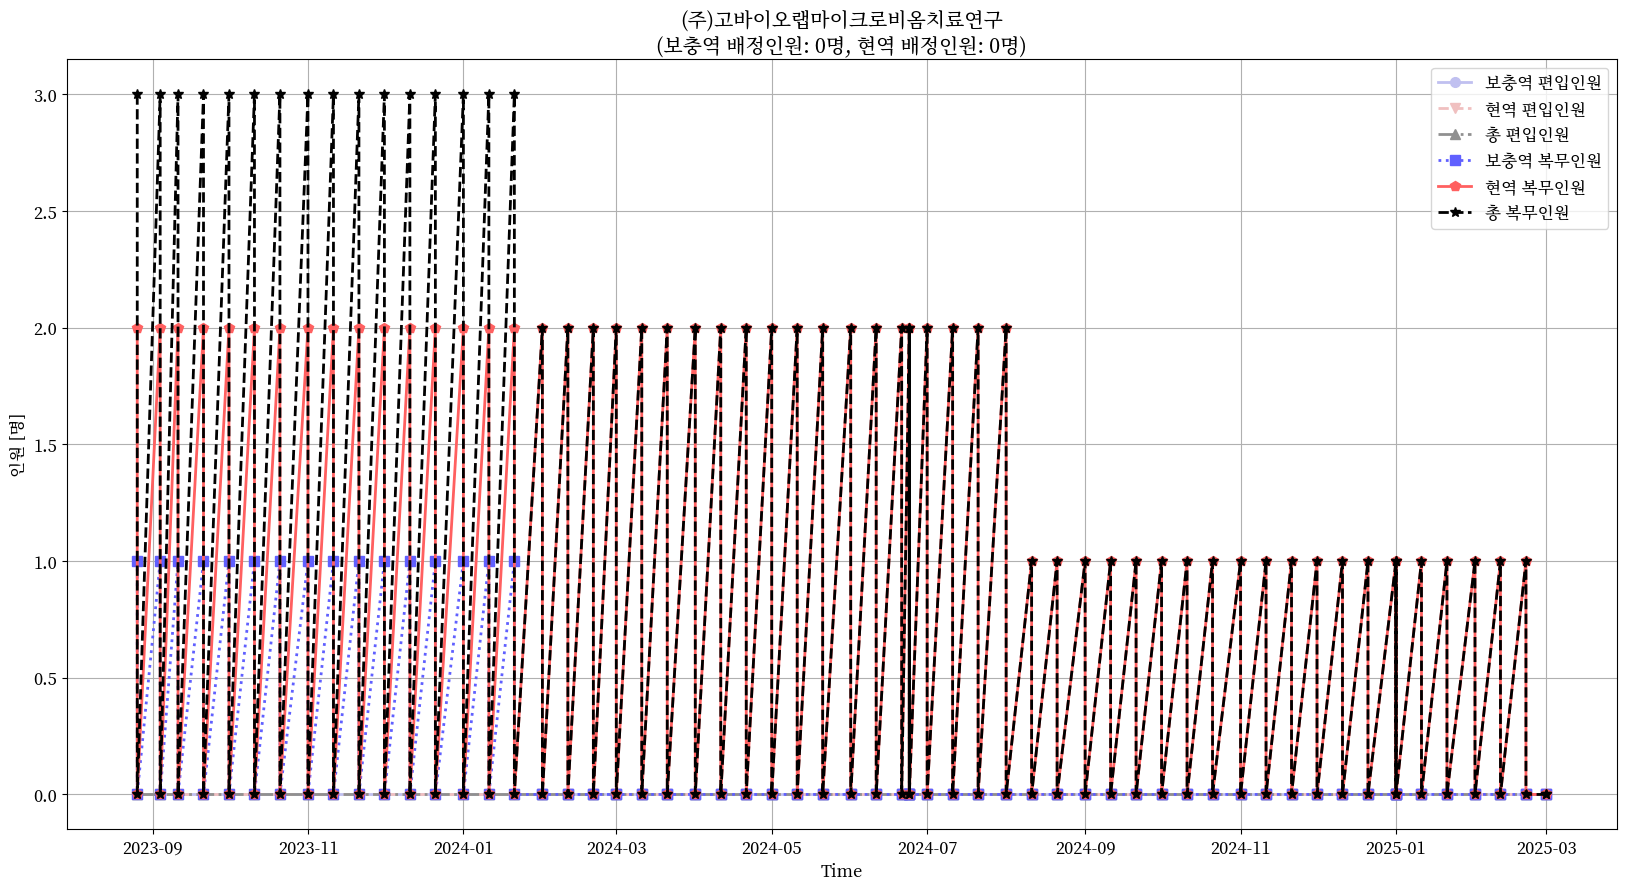 (주)고바이오랩마이크로비옴치료연구
(보충역 배정인원: 0명, 현역 배정인원: 0명)
보충역 편입인원
현역 편입인원
총 편입인원
보충역 복무인원
현역 복무인원
총 복무인원
3.0
2.5
2.0
1.5
1.0
0.5
0.0
인원 [명]
2023-09 2023-11 2024-01 2024-03 2024-05 2024-07 2024-09 2024-11 2025-01 2025-03
Time